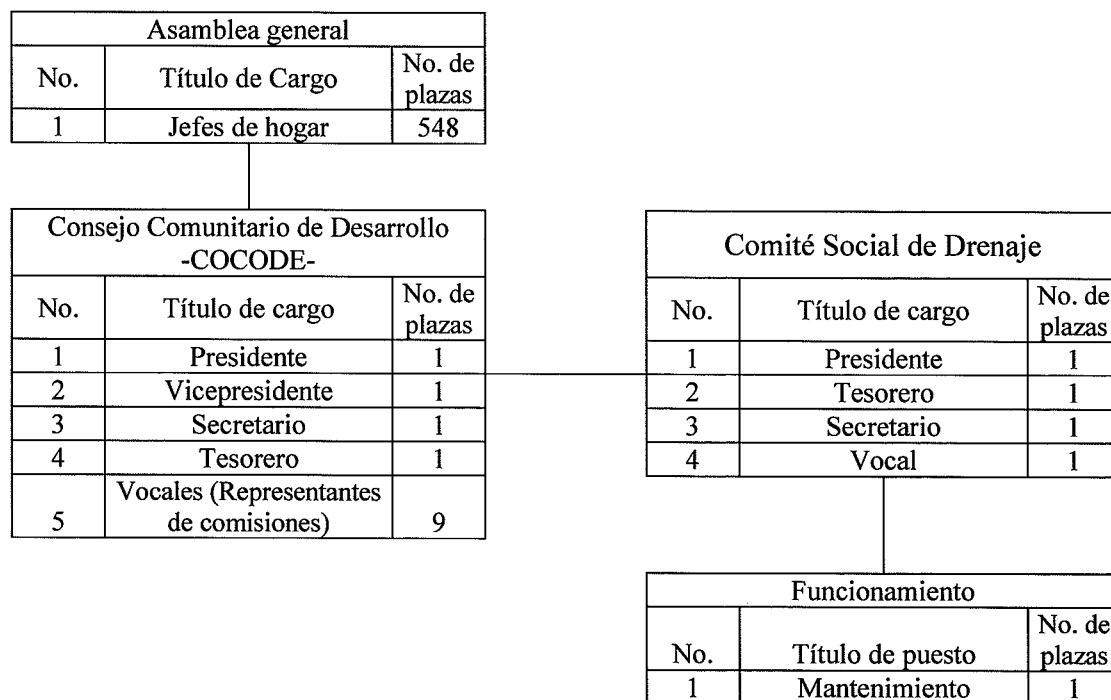 Asamblea general
No. Título de Cargo No. de plazas
1 Jefes de hogar 548
Consejo Comunitario de Desarrollo
-COCODE-
No. Título de cargo No. de plazas
1 Presidente 1
2 Vicepresidente 1
3 Secretario 1
4 Tesorero 1
5 Vocales (Representantes de comisiones) 9
Comité Social de Drenaje
No. Título de cargo No. de plazas
1 Presidente 1
2 Tesorero 1
3 Secretario 1
4 Vocal 1
Funcionamiento
No. Título de puesto No. de plazas
1 Mantenimiento 1